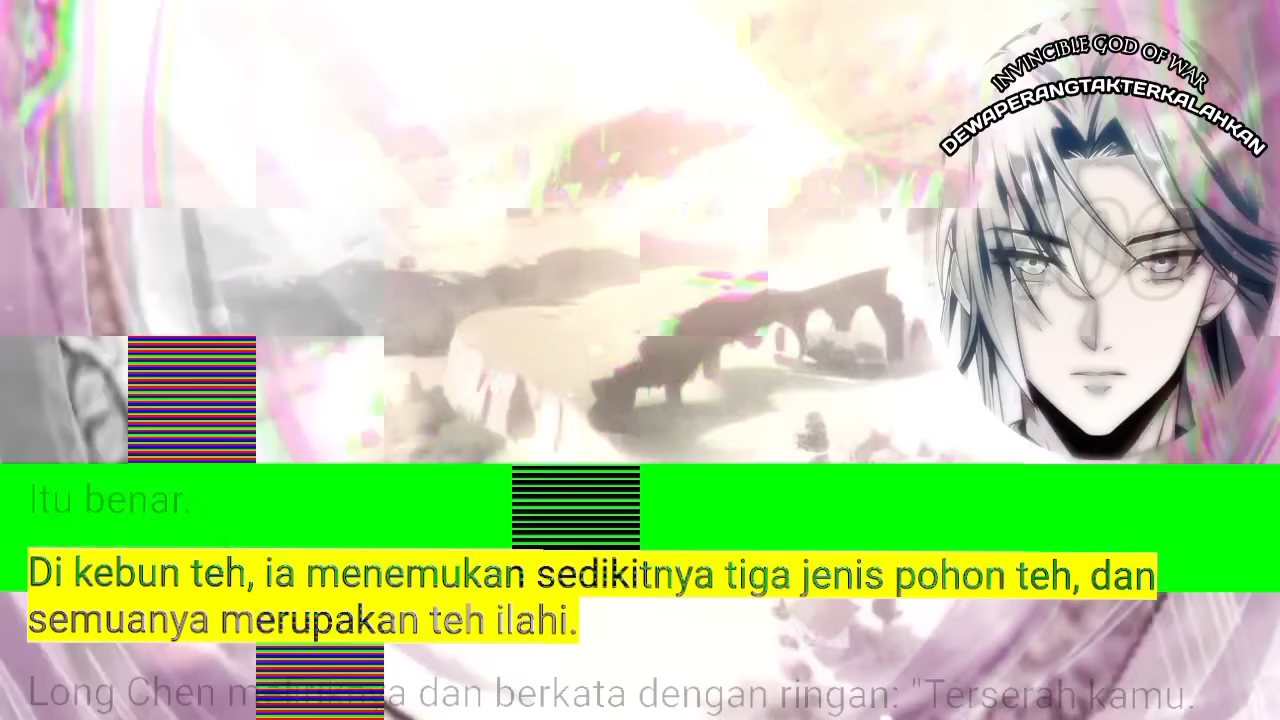 INVINCIBLE GOD OF WAR
DEWAPERANGTAKTERKALAHKAN
Itu benar.
Di kebun teh, ia menemukan sedikitnya tiga jenis pohon teh, dan
semuanya merupakan teh ilahi.
Long Chen meliriknya dan berkata dengan ringan: "Terserah kamu.